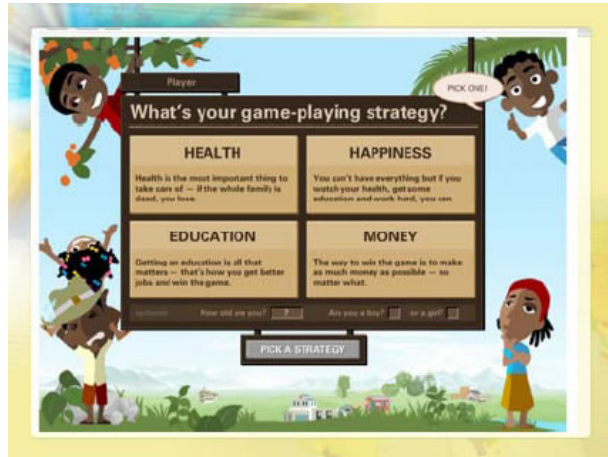 Player
PICK ONE!
What's your game-playing strategy?
HEALTH
Health is the most important thing to
take care of — if the whole family is
dead, you lose.
HAPPINESS
You can't have everything but if you
watch your health, get some
education and work hard, you can
EDUCATION
Getting an education is all that
matters — that's how you get better
jobs and win the game.
MONEY
The way to win the game is to make
as much money as possible — no
matter what.
How old are you? ?
Are you a boy? or a girl?
PICK A STRATEGY